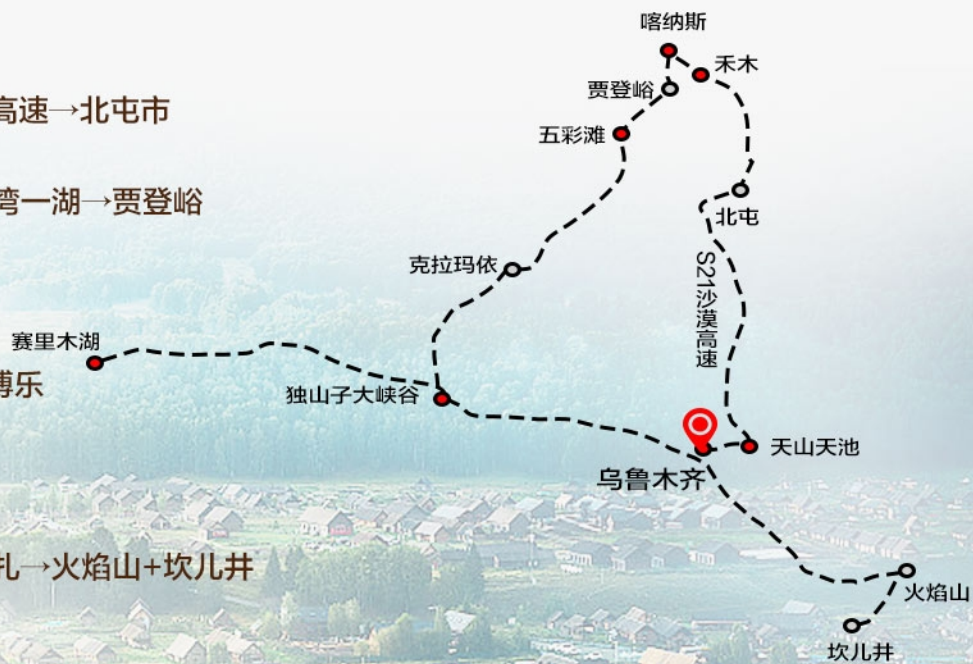 喀纳斯
禾木
贾登峪
高速→北屯市
五彩滩
湾一湖→贾登峪
北屯
克拉玛依
S21沙漠高速
赛里木湖
博乐
独山子大峡谷
天山天池
乌鲁木齐
扎→火焰山+坎儿井
火焰山
坎儿井